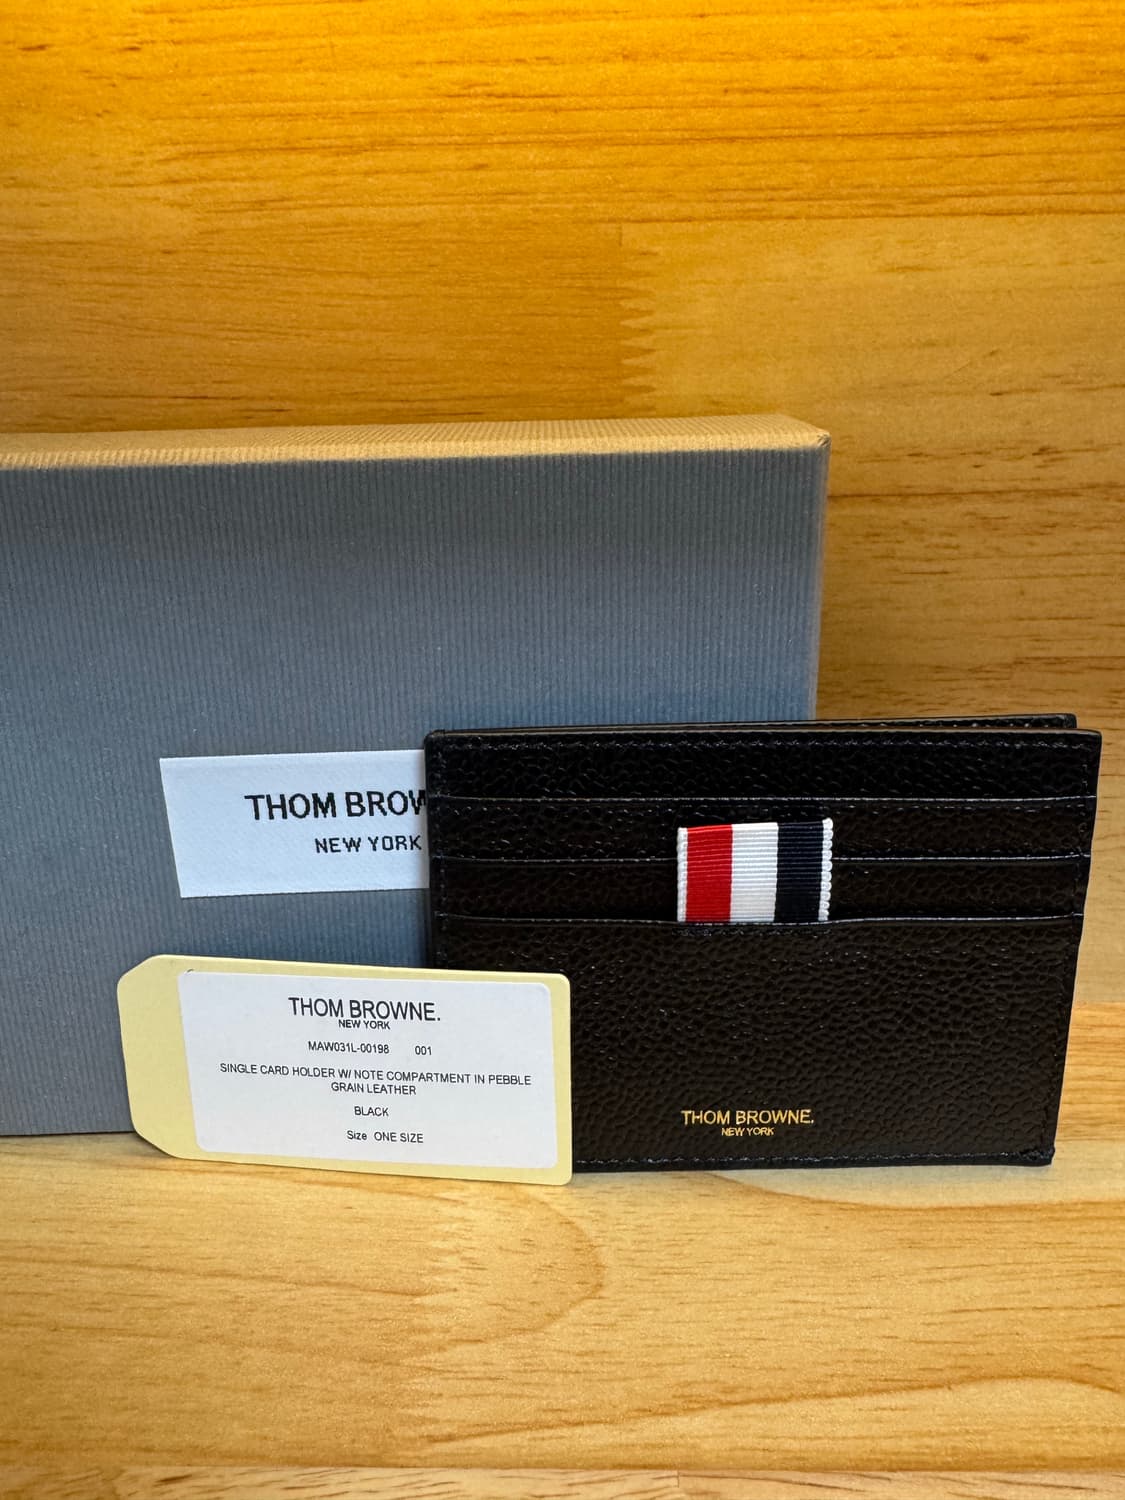 THOM BROW
NEW YORK
THOM BROWNE.
NEW YORK
MAW031L-00198 001
SINGLE CARD HOLDER W/ NOTE COMPARTMENT IN PEBBLE
GRAIN LEATHER
BLACK
Size ONE SIZE
THOM BROWNE.
NEW YORK